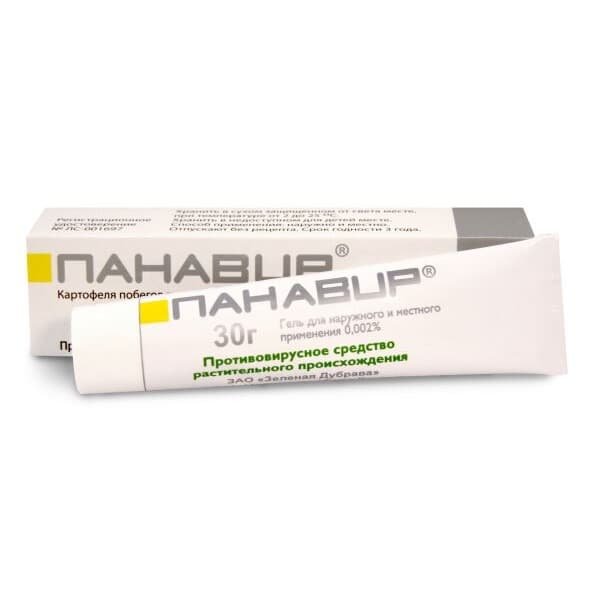 Регистрационное
удостоверение
№ ЛС-001697
Хранить в сухом защищённом от света месте,
при температуре от 2 до 25 ºС
Хранить в недоступном для детей месте.
Способ применения: наружно и местно.
Отпускают без рецепта. Срок годности 3 года.
ПАНАВИР®
Картофеля побегов
ПАНАВИР®
30г
Гель для наружного и местного
применения 0,002%
Противовирусное средство
растительного происхождения
ЗАО «Зеленая Дубрава»